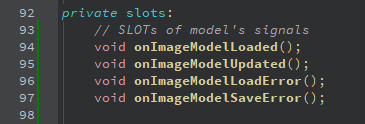 92 private slots:
93     // SLOTs of model's signals
94     void onImageModelLoaded();
95     void onImageModelUpdated();
96     void onImageModelLoadError();
97     void onImageModelSaveError();
98